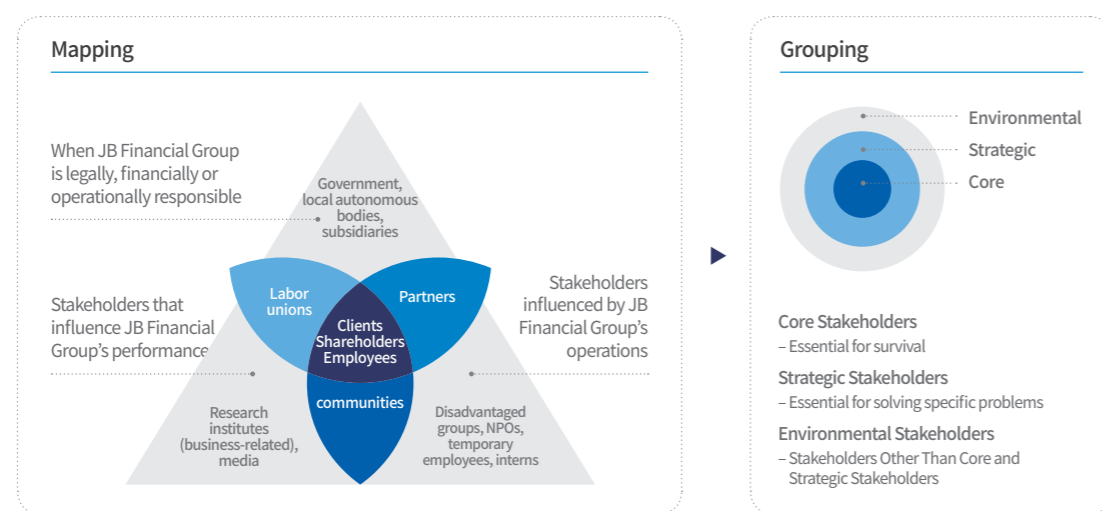 Mapping
When JB Financial Group
is legally, financially or
operationally responsible
Government,
local autonomous
bodies,
subsidiaries
Stakeholders that
influence JB Financial
Group's performance
Labor
unions
Partners
Clients
Shareholders
Employees
communities
Stakeholders
influenced by JB
Financial Group's
operations
Research
institutes
(business-related),
media
Disadvantaged
groups, NPOs,
temporary
employees, interns
Grouping
Environmental
Strategic
Core
Core Stakeholders
– Essential for survival
Strategic Stakeholders
– Essential for solving specific problems
Environmental Stakeholders
– Stakeholders Other Than Core and
Strategic Stakeholders